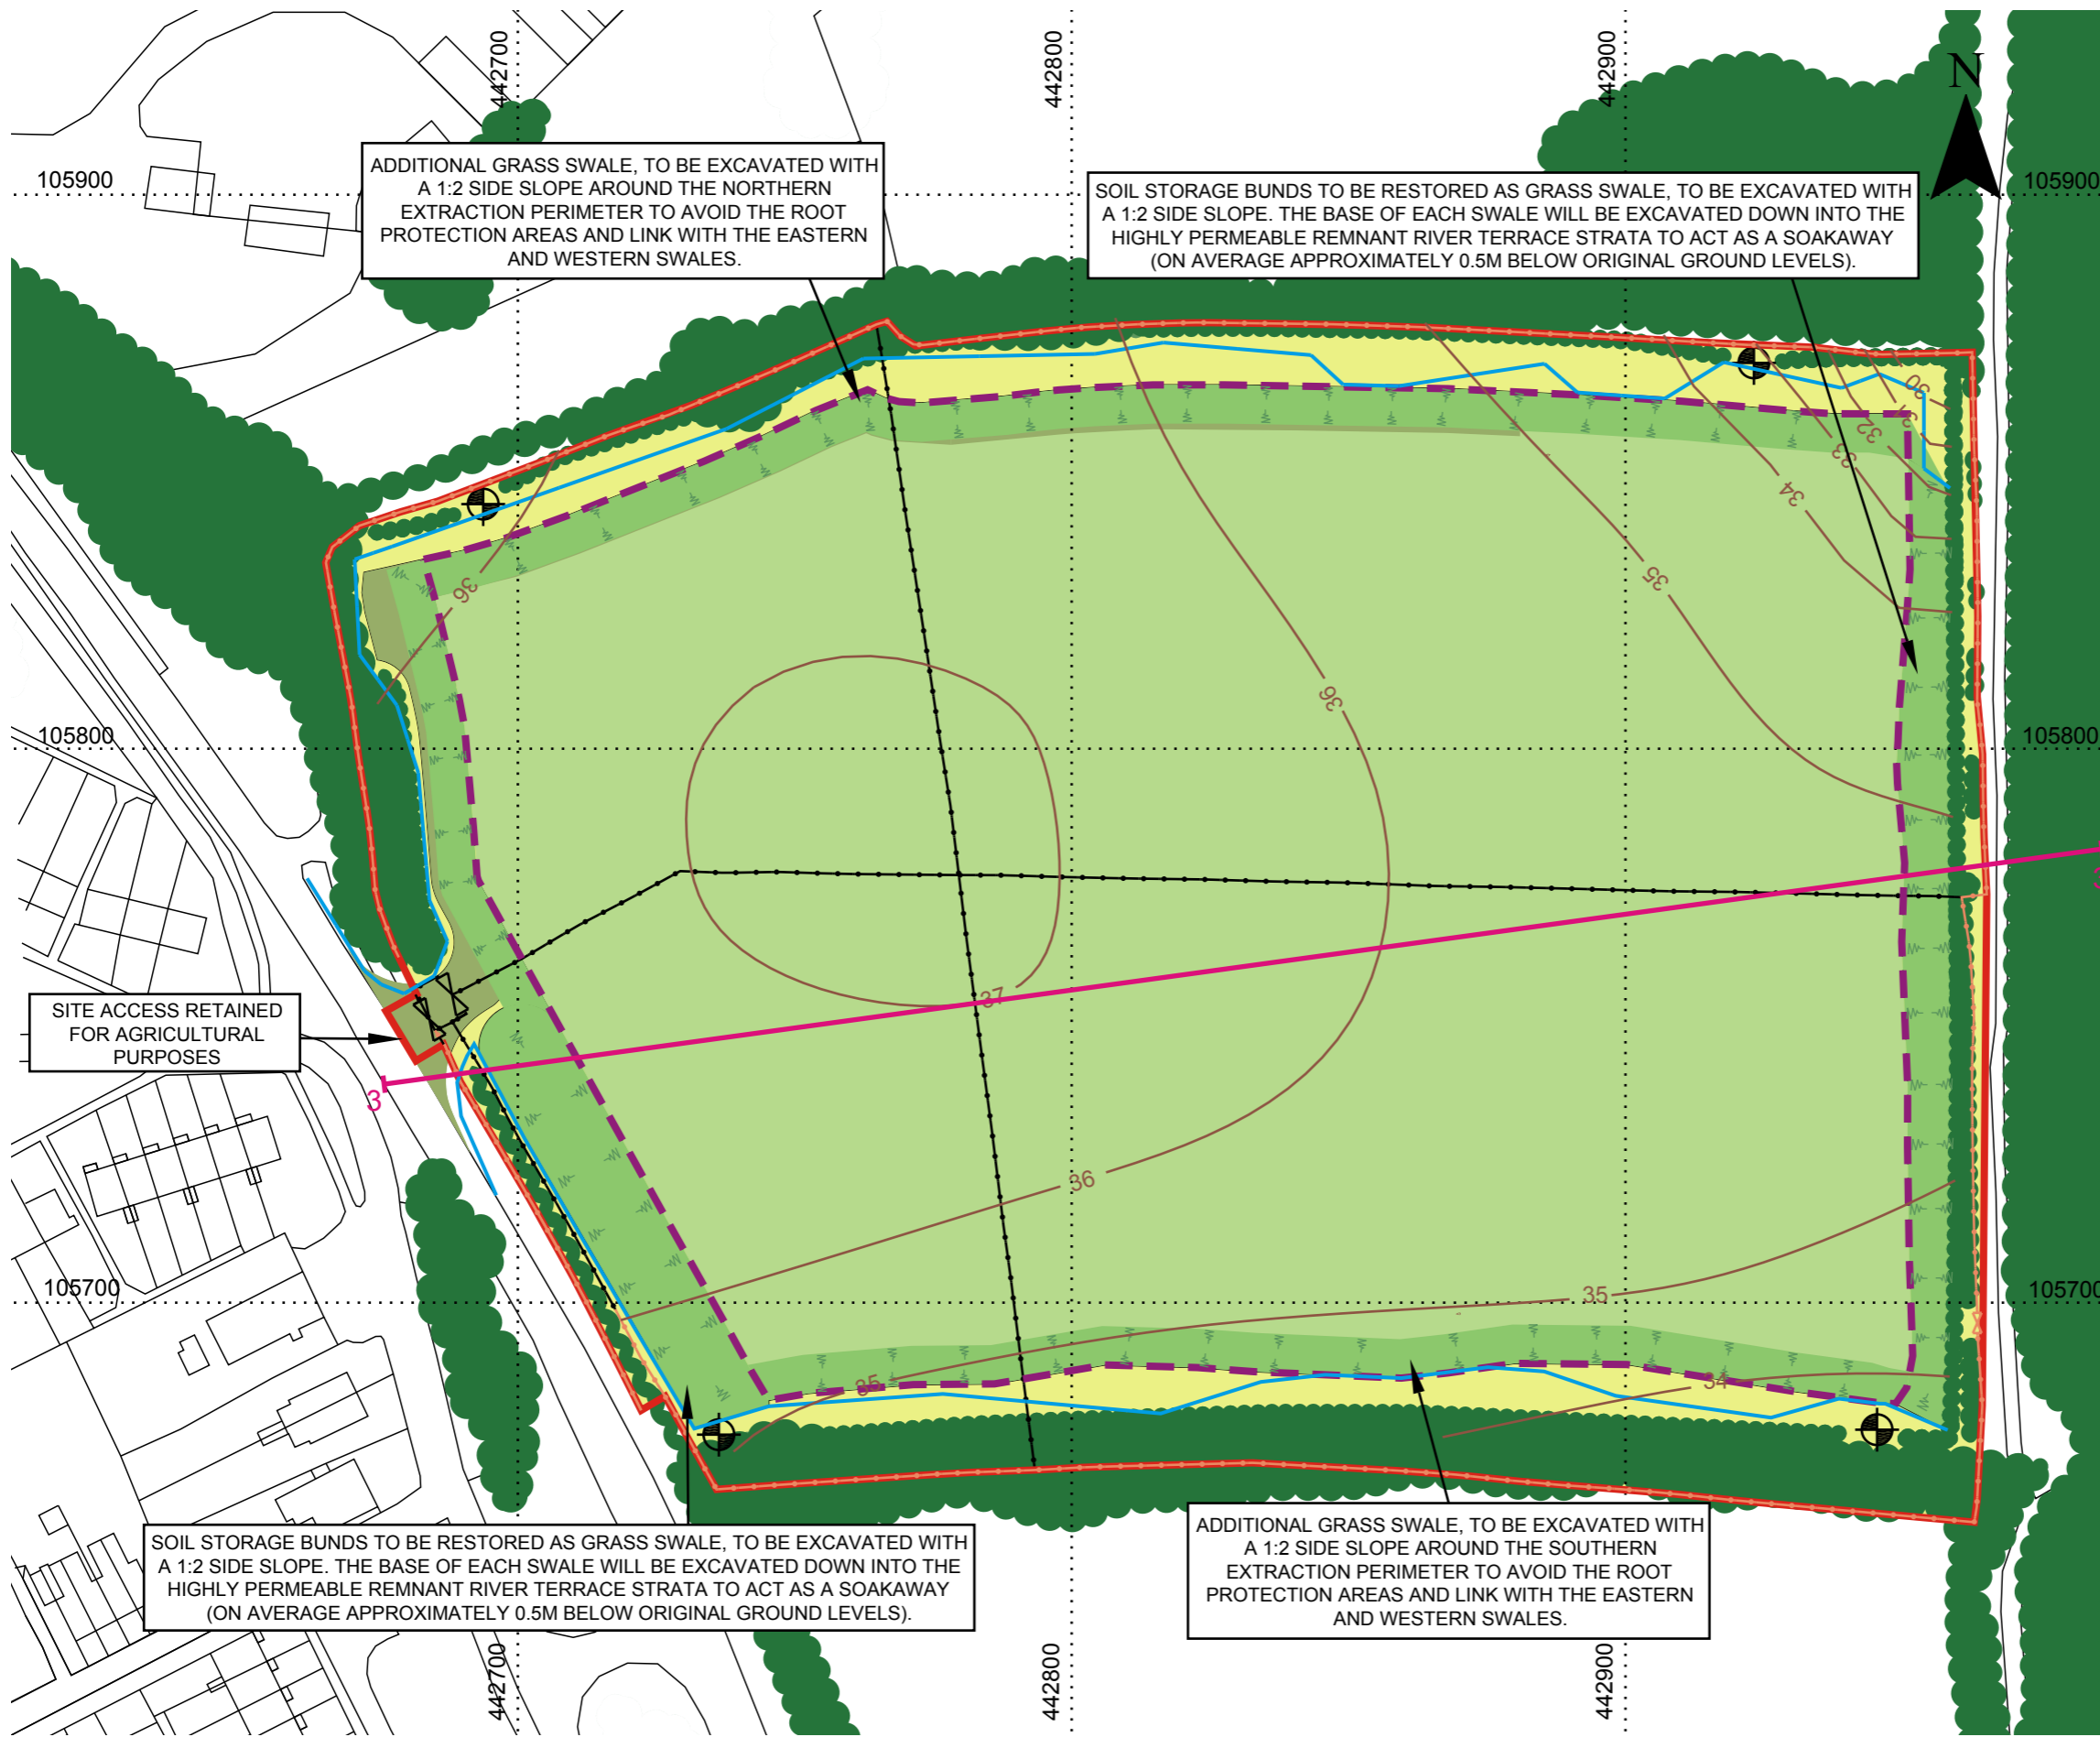 442700
442800
442900
N
105900
105900
ADDITIONAL GRASS SWALE, TO BE EXCAVATED WITH
A 1:2 SIDE SLOPE AROUND THE NORTHERN
EXTRACTION PERIMETER TO AVOID THE ROOT
PROTECTION AREAS AND LINK WITH THE EASTERN
AND WESTERN SWALES.
SOIL STORAGE BUNDS TO BE RESTORED AS GRASS SWALE, TO BE EXCAVATED WITH
A 1:2 SIDE SLOPE. THE BASE OF EACH SWALE WILL BE EXCAVATED DOWN INTO THE
HIGHLY PERMEABLE REMNANT RIVER TERRACE STRATA TO ACT AS A SOAKAWAY
(ON AVERAGE APPROXIMATELY 0.5M BELOW ORIGINAL GROUND LEVELS).
30
31
32
33
34
35
36
36
105800
105800
37
SITE ACCESS RETAINED
FOR AGRICULTURAL
PURPOSES
3
36
105700
105700
35
35
34
SOIL STORAGE BUNDS TO BE RESTORED AS GRASS SWALE, TO BE EXCAVATED WITH
A 1:2 SIDE SLOPE. THE BASE OF EACH SWALE WILL BE EXCAVATED DOWN INTO THE
HIGHLY PERMEABLE REMNANT RIVER TERRACE STRATA TO ACT AS A SOAKAWAY
(ON AVERAGE APPROXIMATELY 0.5M BELOW ORIGINAL GROUND LEVELS).
ADDITIONAL GRASS SWALE, TO BE EXCAVATED WITH
A 1:2 SIDE SLOPE AROUND THE SOUTHERN
EXTRACTION PERIMETER TO AVOID THE ROOT
PROTECTION AREAS AND LINK WITH THE EASTERN
AND WESTERN SWALES.
442700
442800
442900